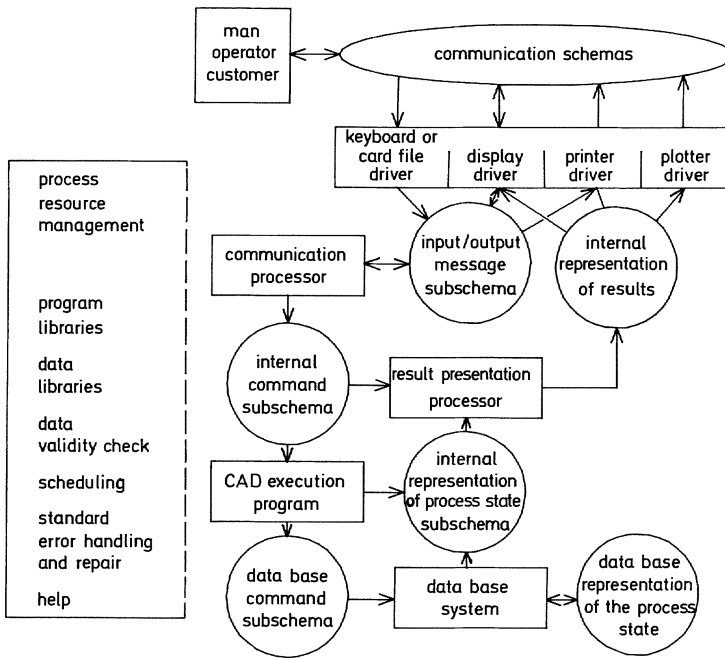 man
operator
customer
communication schemas
keyboard or
card file
driver
display
driver
printer
driver
plotter
driver
process
resource
management
program
libraries
data
libraries
data
validity check
scheduling
standard
error handling
and repair
help
communication
processor
input/output
message
subschema
internal
representation
of results
internal
command
subschema
result presentation
processor
CAD execution
program
internal
representation
of process state
subschema
data base
command
subschema
data base
system
data base
representation
of the process
state